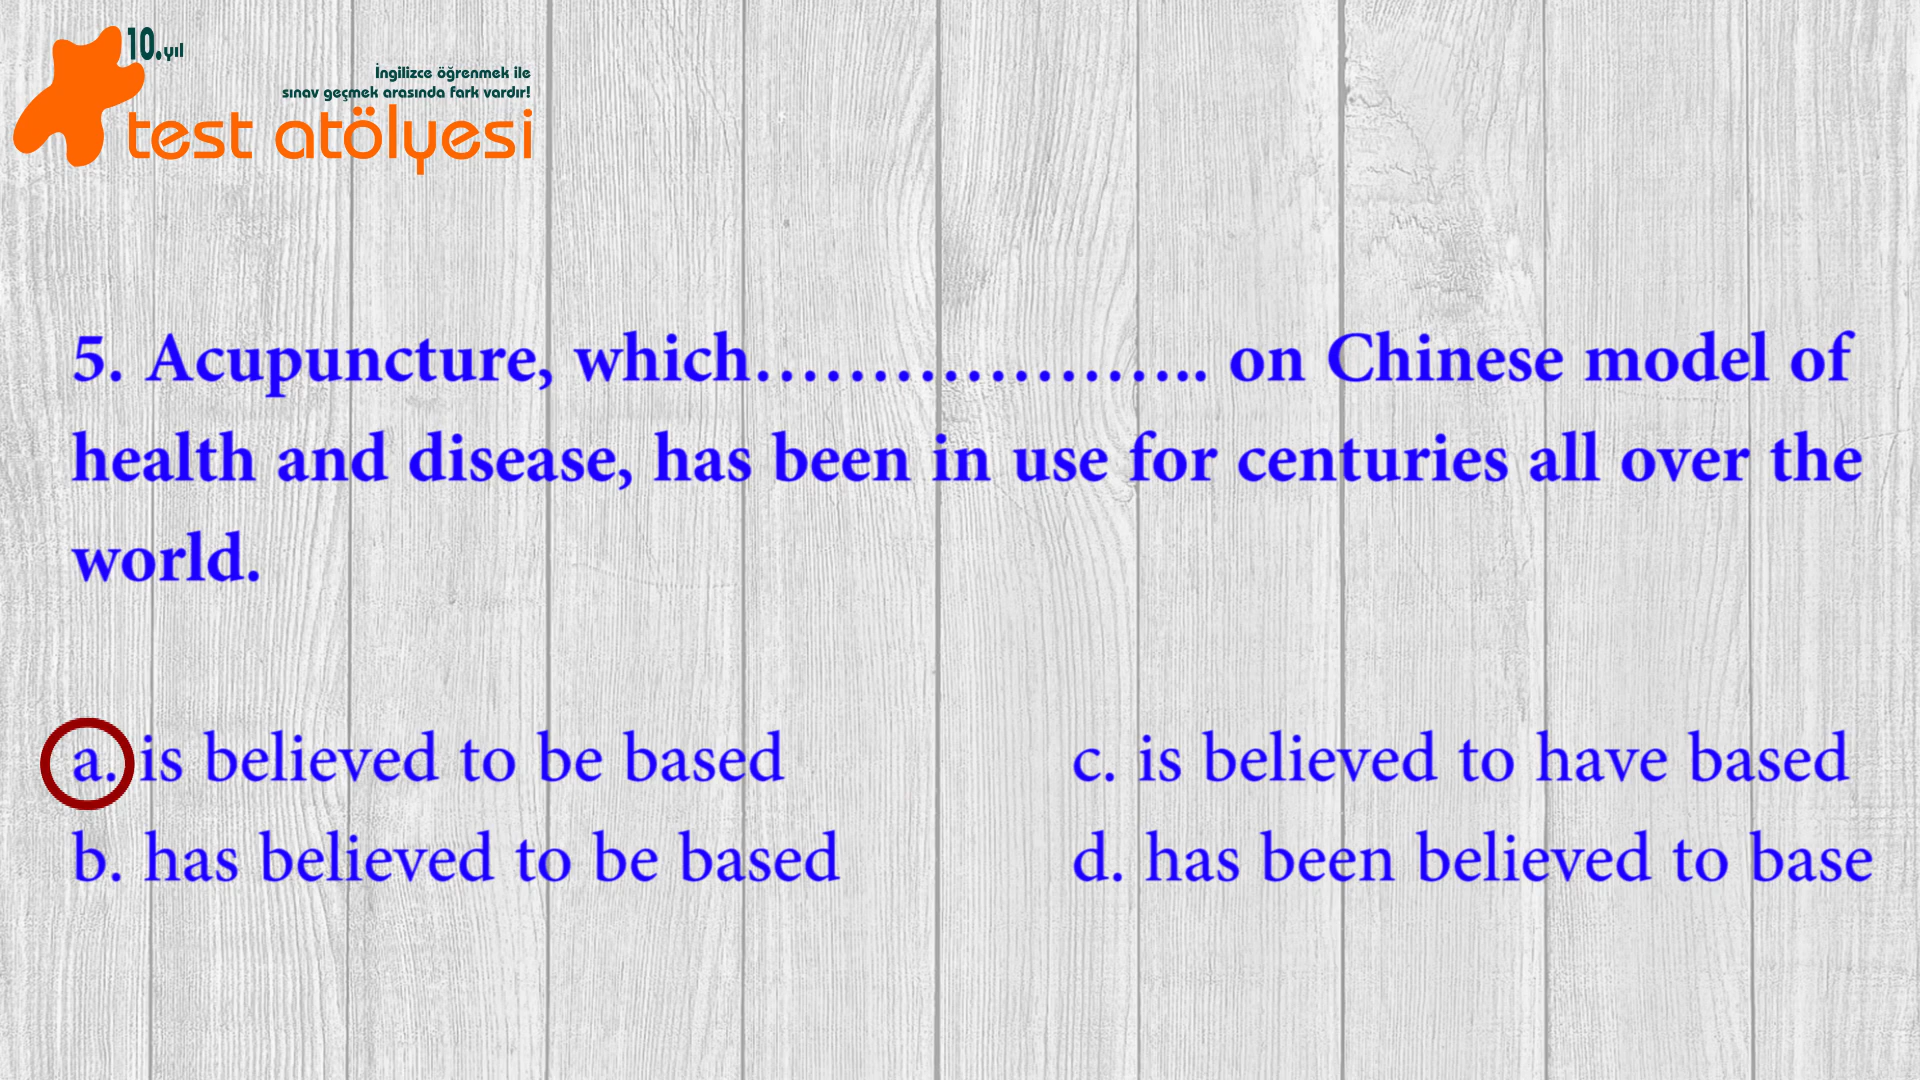 10.yıl
İngilizce öğrenmek ile
sınav geçmek arasında fark vardır!
test atölyesi
5. Acupuncture, which……………….. on Chinese model of
health and disease, has been in use for centuries all over the
world.
a. is believed to be based
b. has believed to be based
c. is believed to have based
d. has been believed to base